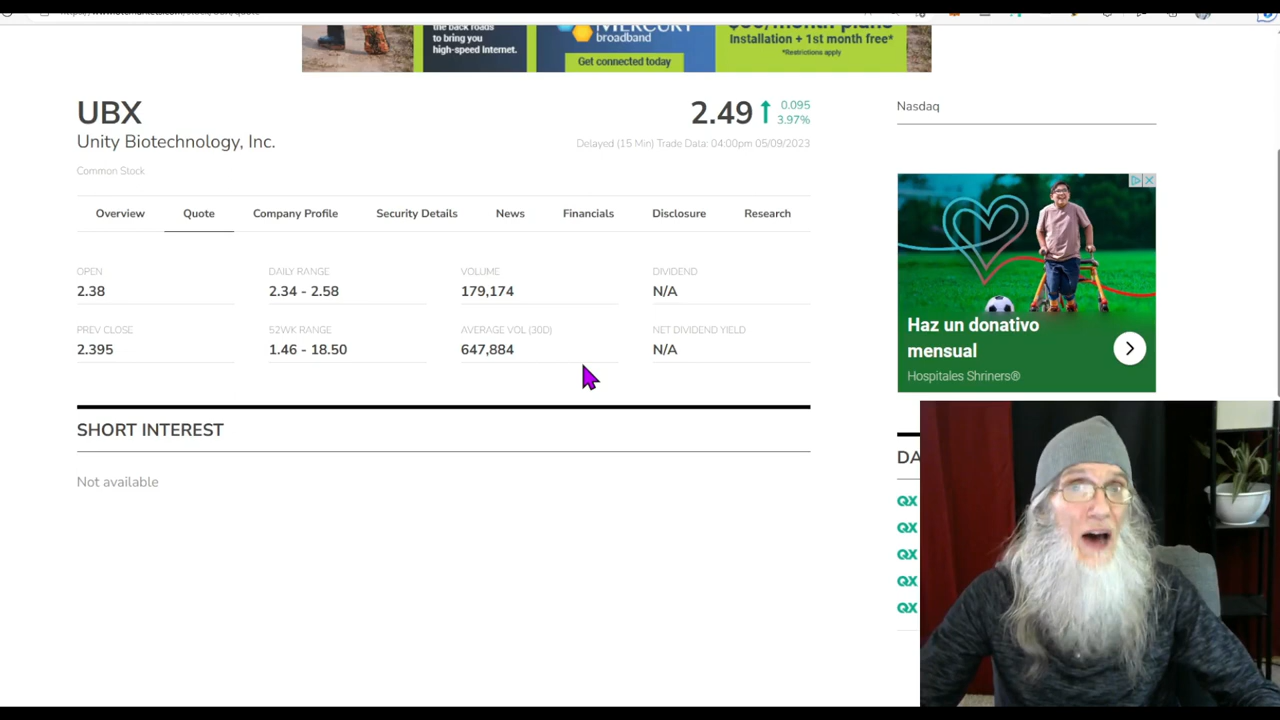 the back roads
to bring you
high-speed Internet.
MERCURY
broadband
Get connected today
Installation + 1st month free*
*Restrictions apply
UBX
Unity Biotechnology, Inc.
Common Stock
2.49
0.095
3.97%
Delayed (15 Min) Trade Data: 04:00pm 05/09/2023
Overview Quote Company Profile Security Details News Financials Disclosure Research
OPEN DAILY RANGE VOLUME DIVIDEND
2.38 2.34 - 2.58 179,174 N/A
PREV CLOSE 52WK RANGE AVERAGE VOL (30D) NET DIVIDEND YIELD
2.395 1.46 - 18.50 647,884 N/A
SHORT INTEREST
Not available
Nasdaq
Haz un donativo
mensual
Hospitales Shriners®
DA
QX
QX
QX
QX
QX